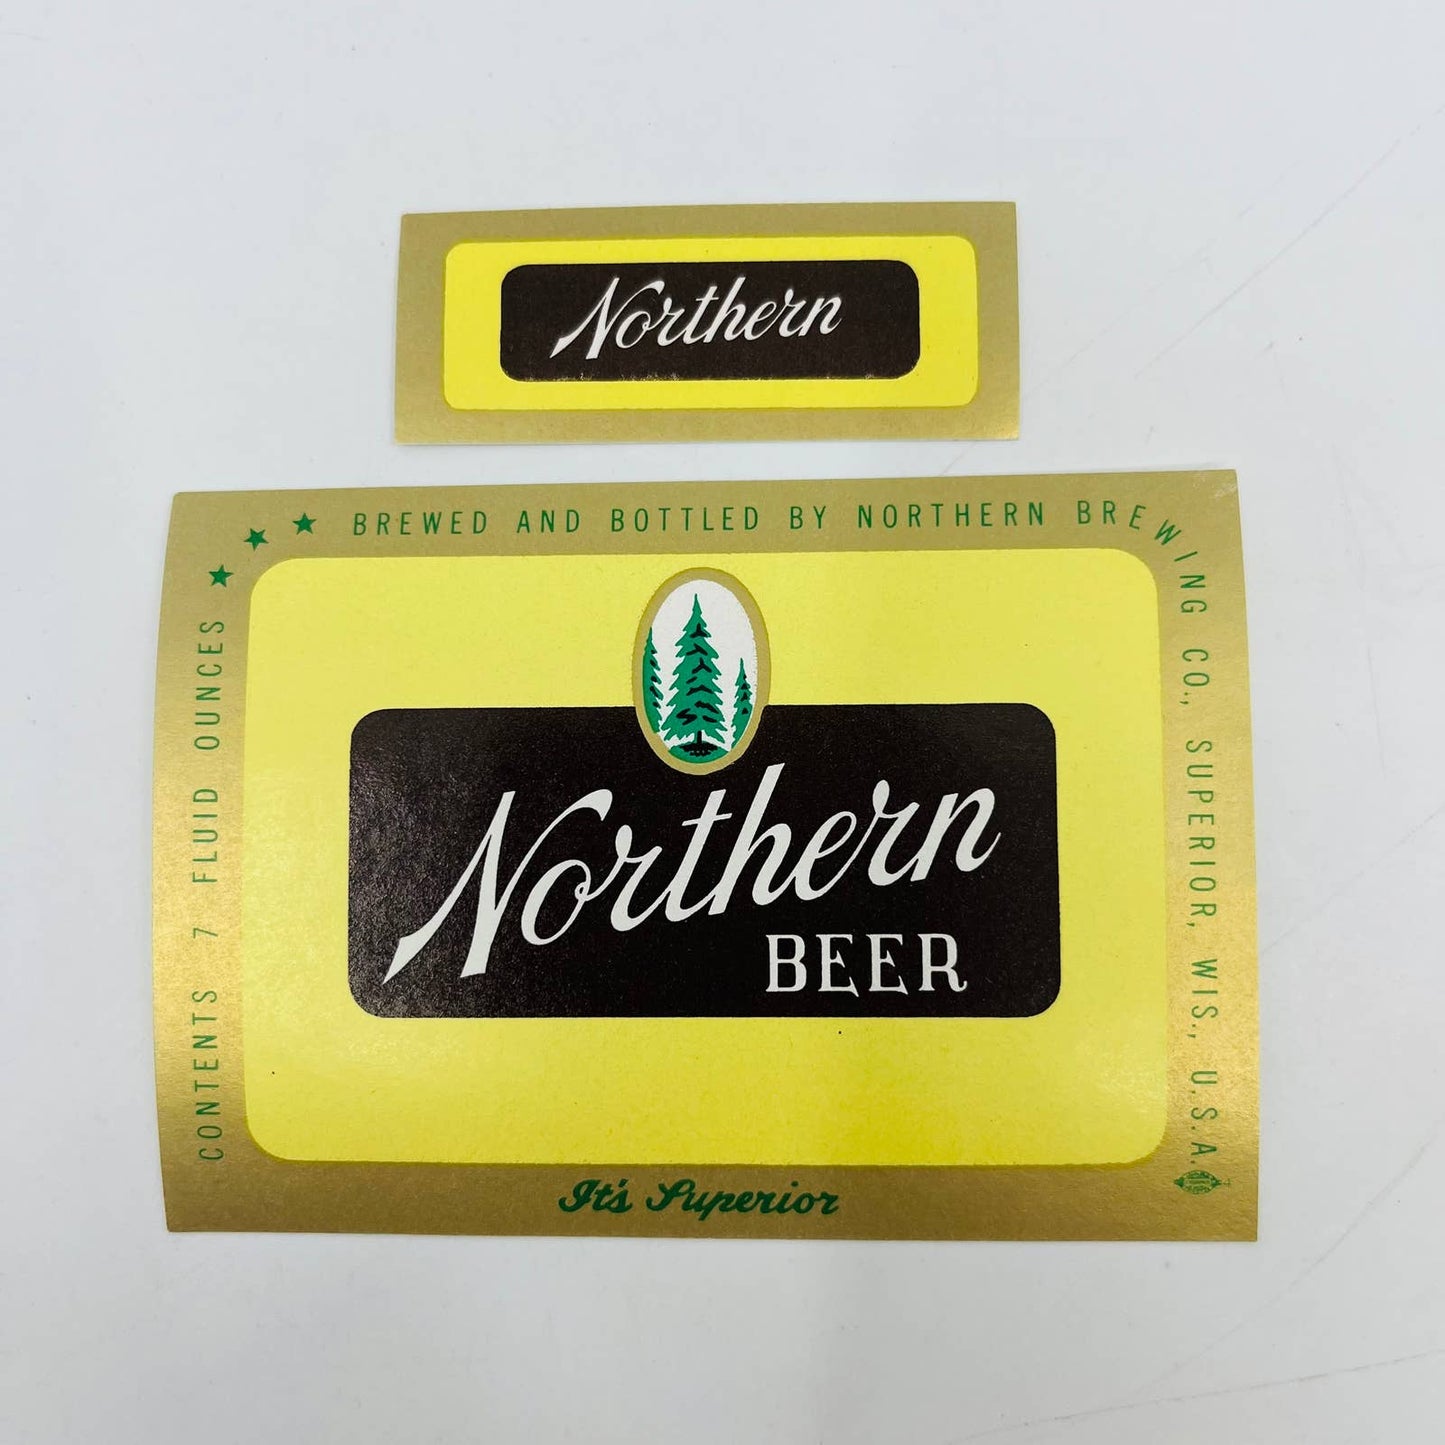 Northern
CONTENTS 7 FLUID OUNCES ★ ★ ★ BREWED AND BOTTLED BY NORTHERN BREWING CO., SUPERIOR, WIS., U.S.A.
Northern
BEER
It's Superior